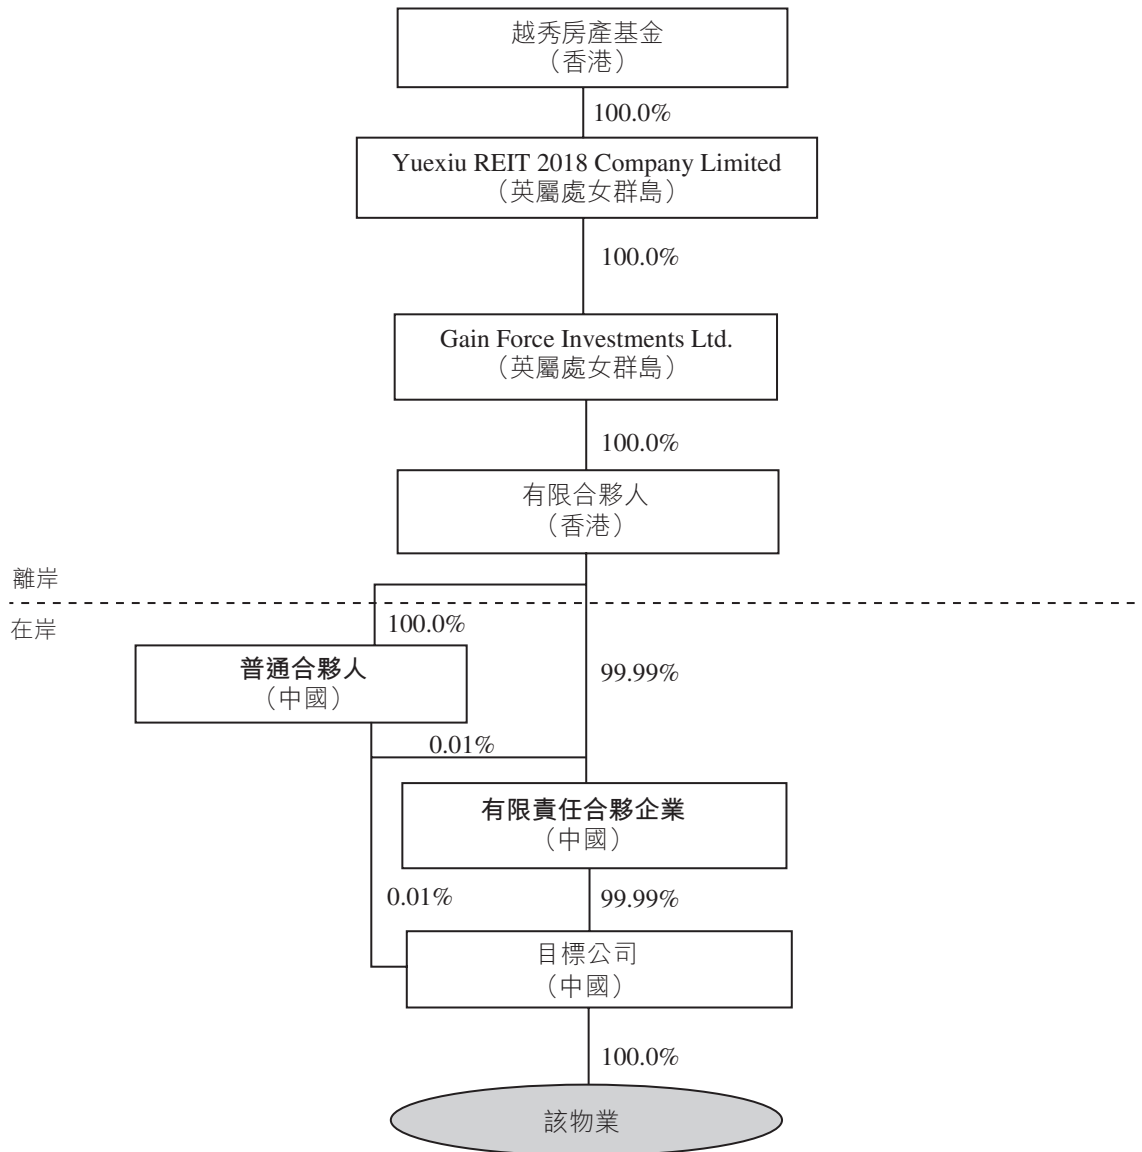 越秀房產基金
（香港）
100.0%
Yuexiu REIT 2018 Company Limited
（英屬處女群島）
100.0%
Gain Force Investments Ltd.
（英屬處女群島）
100.0%
有限合夥人
（香港）
離岸
在岸
100.0%
普通合夥人
（中國）
99.99%
0.01%
有限責任合夥企業
（中國）
0.01%
99.99%
目標公司
（中國）
100.0%
該物業